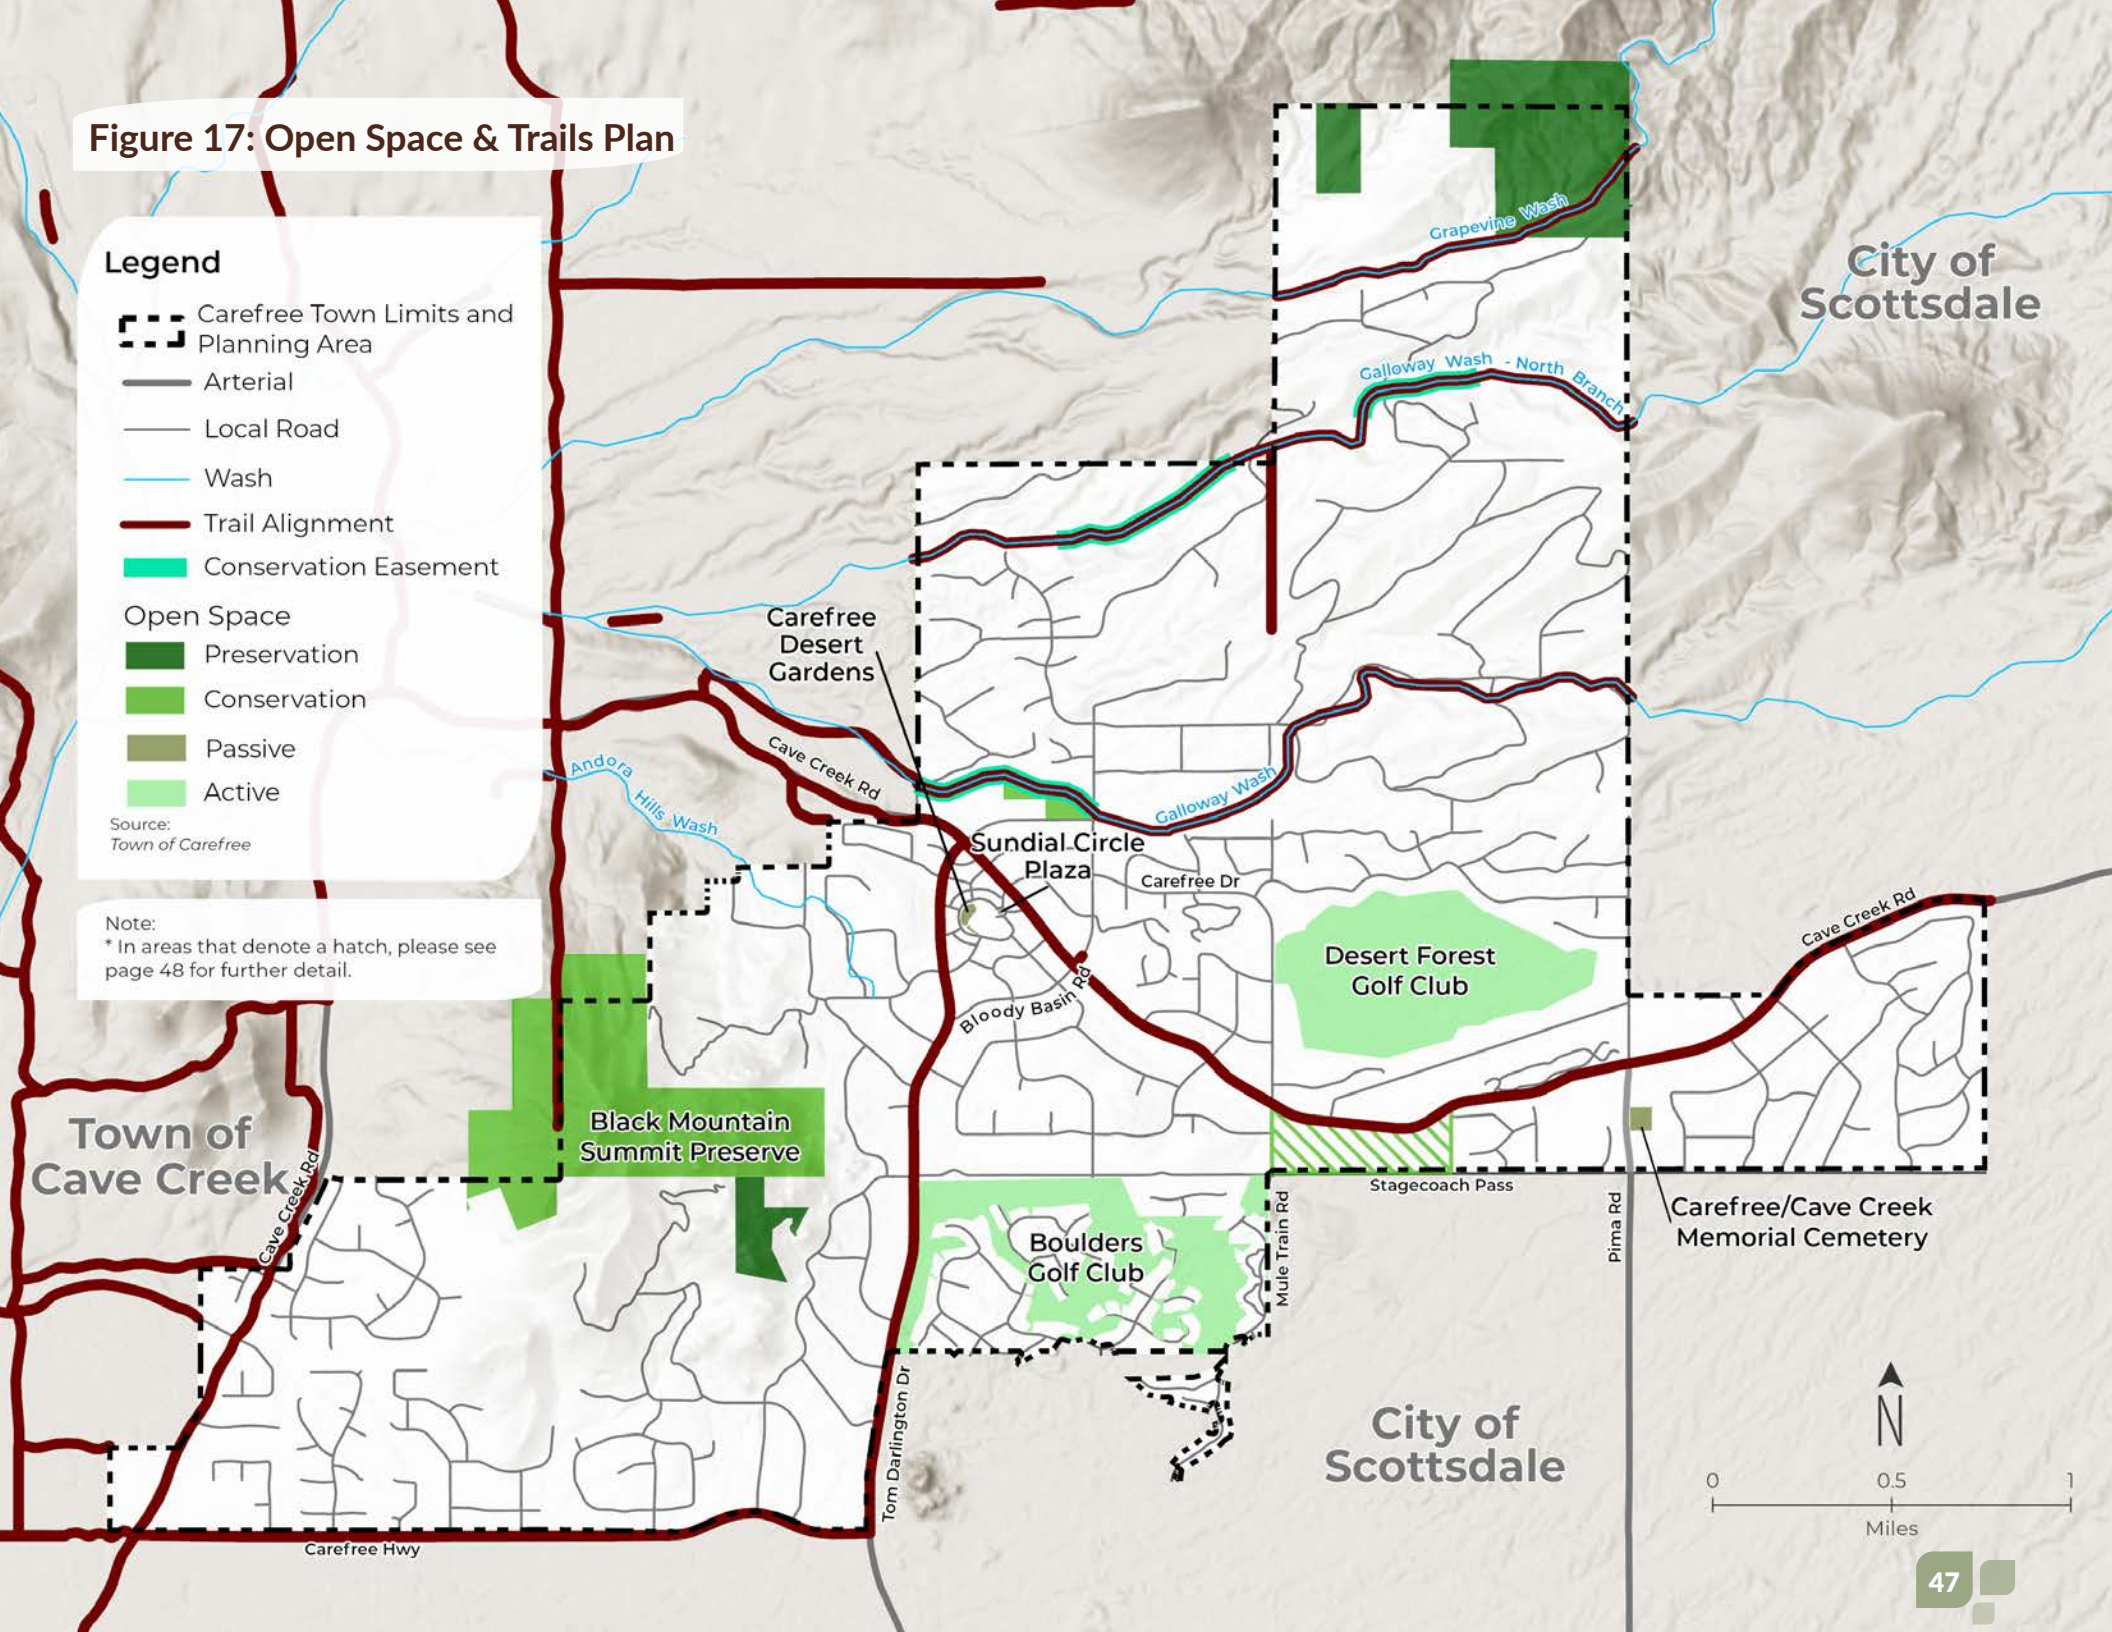 Figure 17: Open Space & Trails Plan
Legend
Carefree Town Limits and
Planning Area
Arterial
Local Road
Wash
Trail Alignment
Conservation Easement
Open Space
Preservation
Conservation
Passive
Active
Source:
Town of Carefree
Note:
* In areas that denote a hatch, please see
page 48 for further detail.
Grapevine Wash
City of
Scottsdale
Galloway Wash - North Branch
Carefree
Desert
Gardens
Cave Creek Rd
Andora Hills Wash
Galloway Wash
Sundial Circle
Plaza
Carefree Dr
Cave Creek Rd
Desert Forest
Golf Club
Bloody Basin Rd
Town of
Cave Creek
Black Mountain
Summit Preserve
Cave Creek Rd
Stagecoach Pass
Mule Train Rd
Pima Rd
Carefree/Cave Creek
Memorial Cemetery
Boulders
Golf Club
Tom Darlington Dr
City of
Scottsdale
N
0 0.5 1
Miles
Carefree Hwy
47